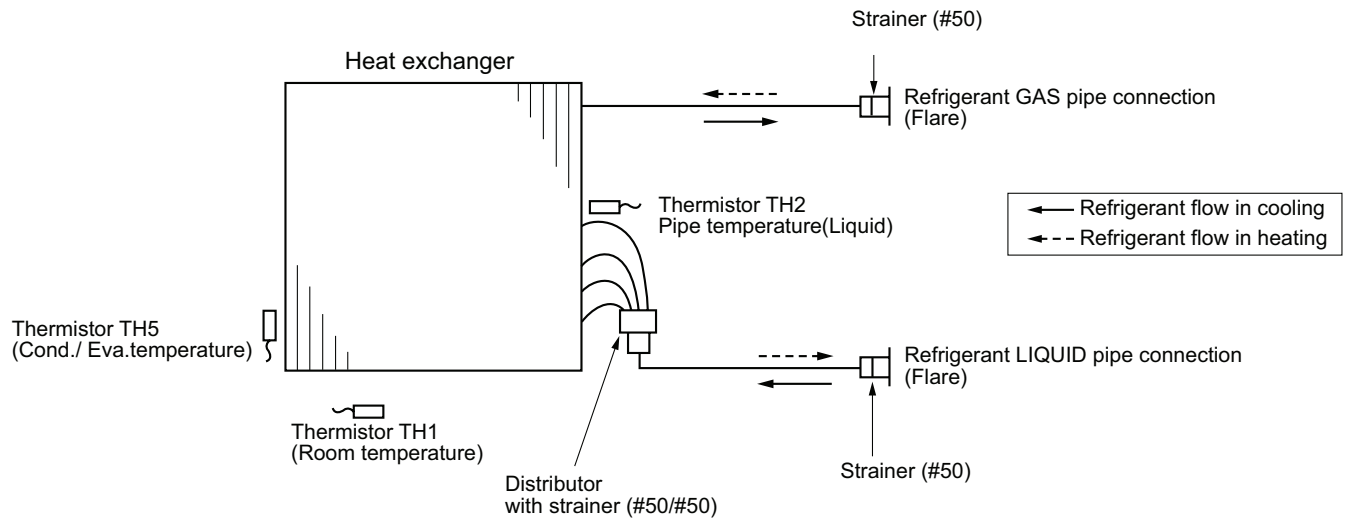 Strainer (#50)
Heat exchanger
Refrigerant GAS pipe connection
(Flare)
Thermistor TH2
Pipe temperature(Liquid)
Refrigerant flow in cooling
Refrigerant flow in heating
Thermistor TH5
(Cond./ Eva.temperature)
Refrigerant LIQUID pipe connection
(Flare)
Thermistor TH1
(Room temperature)
Strainer (#50)
Distributor
with strainer (#50/#50)